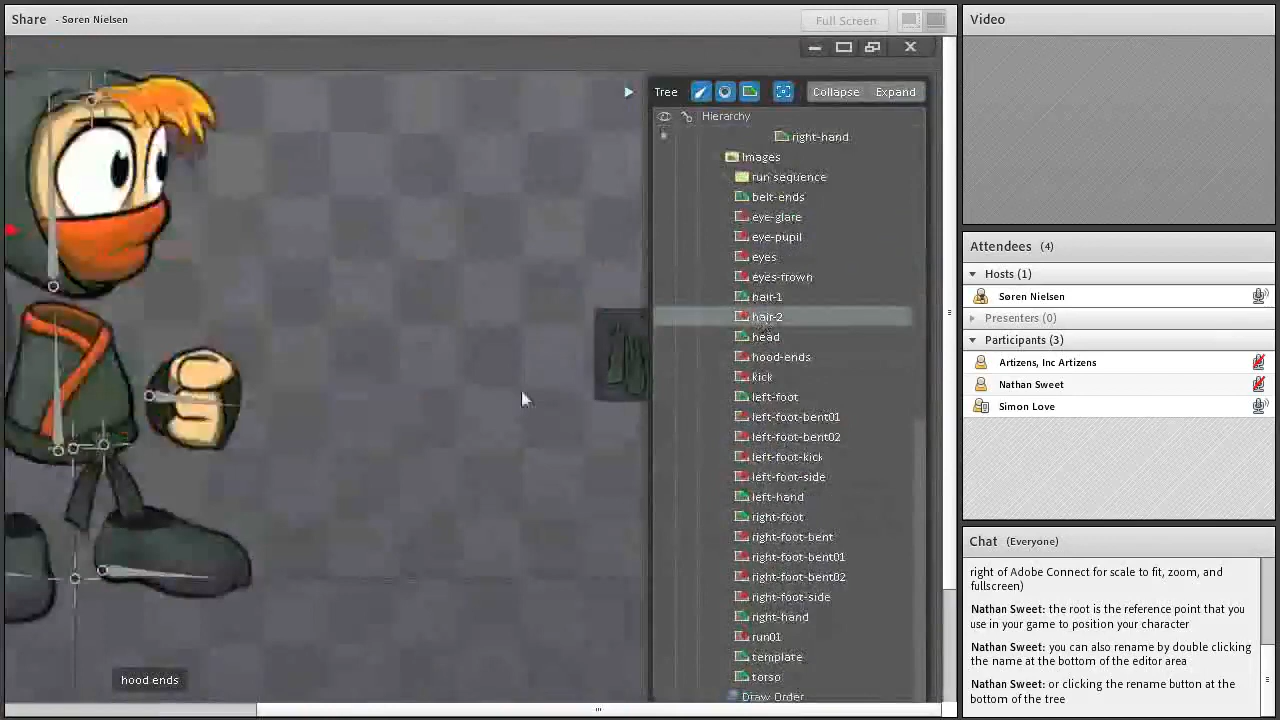 Share - Søren Nielsen
Full Screen
Tree Collapse Expand
Hierarchy
right-hand
Images
run sequence
belt-ends
eye-glare
eye-pupil
eyes
eyes-frown
hair-1
hair-2
head
hood-ends
kick
left-foot
left-foot-bent01
left-foot-bent02
left-foot-kick
left-foot-side
left-hand
right-foot
right-foot-bent
right-foot-bent01
right-foot-bent02
right-foot-side
right-hand
run01
template
torso
Draw Order
hood ends
Video
Attendees (4)
Hosts (1)
Søren Nielsen
Presenters (0)
Participants (3)
Artizens, Inc Artizens
Nathan Sweet
Simon Love
Chat (Everyone)
right of Adobe Connect for scale to fit, zoom, and
fullscreen)
Nathan Sweet: the root is the reference point that you
use in your game to position your character
Nathan Sweet: you can also rename by double clicking
the name at the bottom of the editor area
Nathan Sweet: or clicking the rename button at the
bottom of the tree